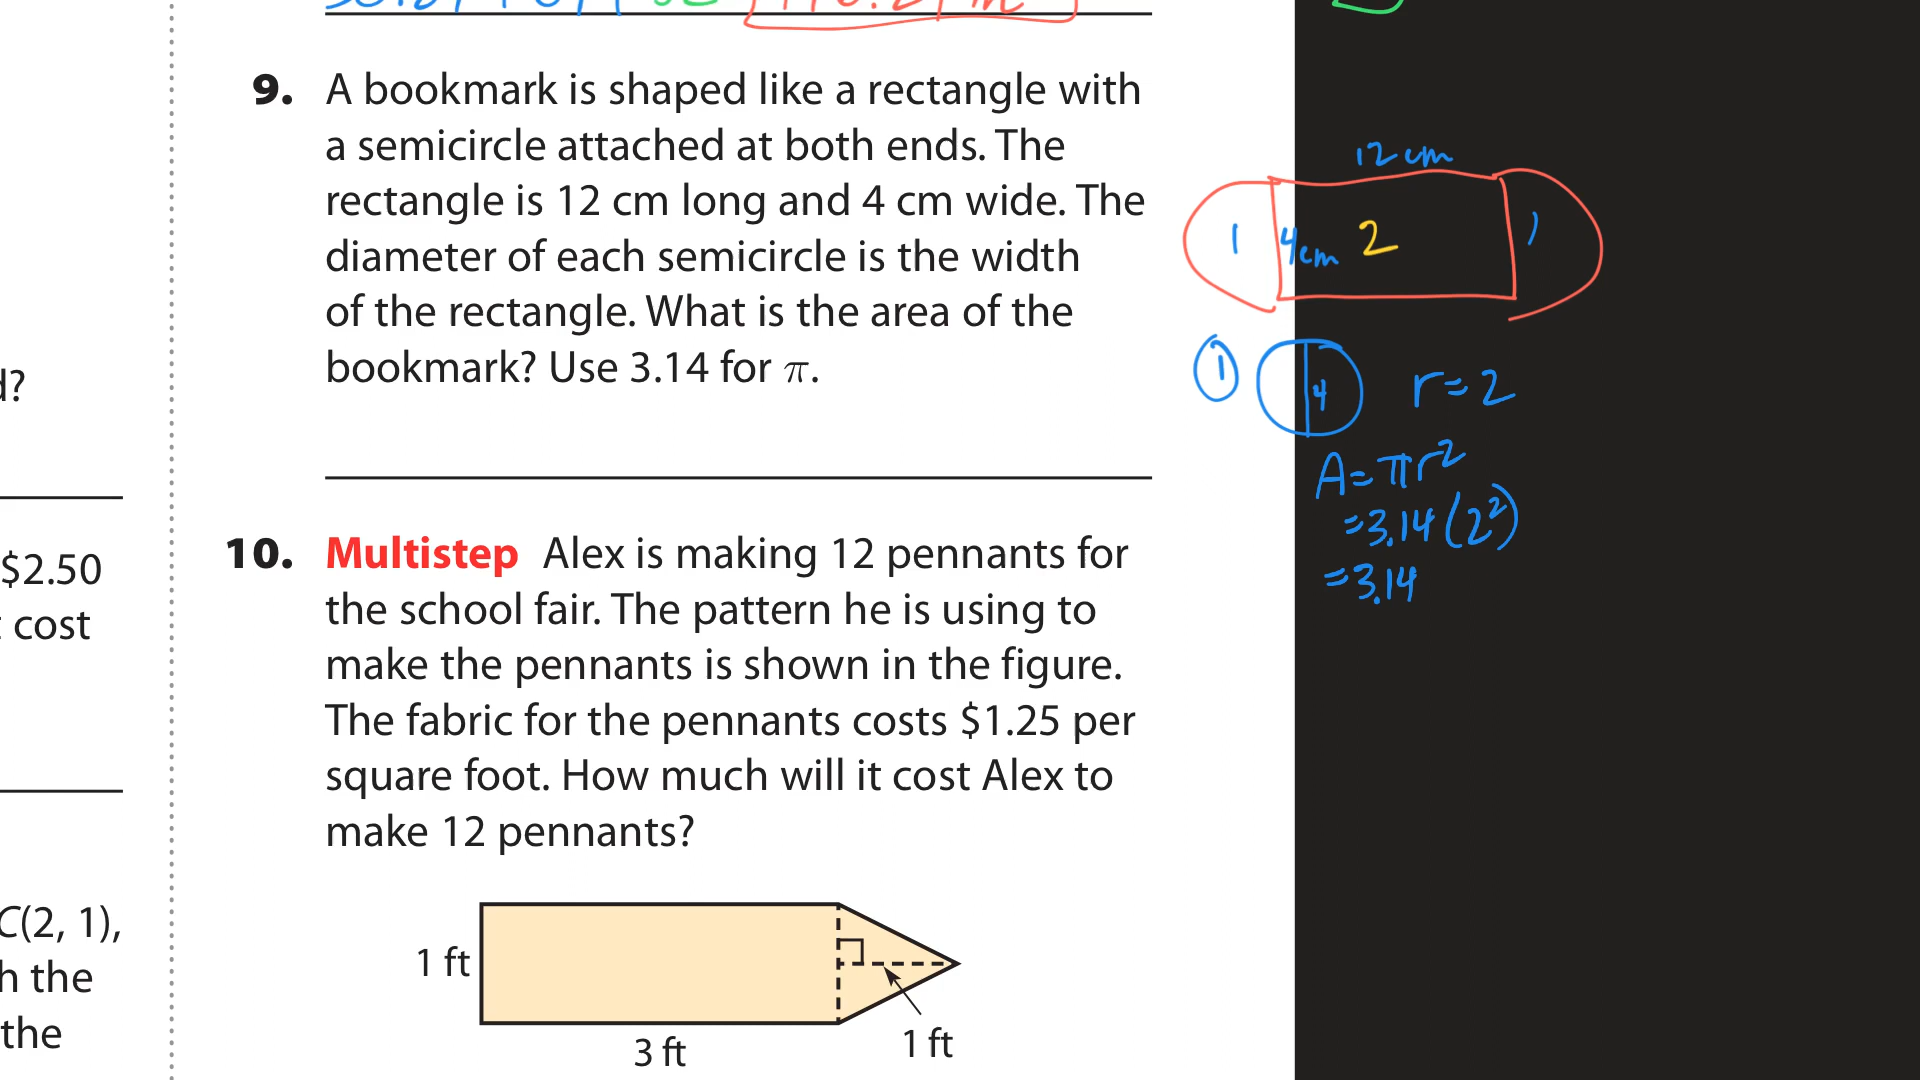 9. A bookmark is shaped like a rectangle with
a semicircle attached at both ends. The
rectangle is 12 cm long and 4 cm wide. The
diameter of each semicircle is the width
of the rectangle. What is the area of the
bookmark? Use 3.14 for π.
10. Multistep Alex is making 12 pennants for
the school fair. The pattern he is using to
make the pennants is shown in the figure.
The fabric for the pennants costs $1.25 per
square foot. How much will it cost Alex to
make 12 pennants?
1 ft
3 ft
1 ft
d?
$2.50
cost
C(2, 1),
h the
the
12 cm
1 4cm 2 )
1 4 r = 2
A = πr²
= 3.14 (2²)
= 3.14